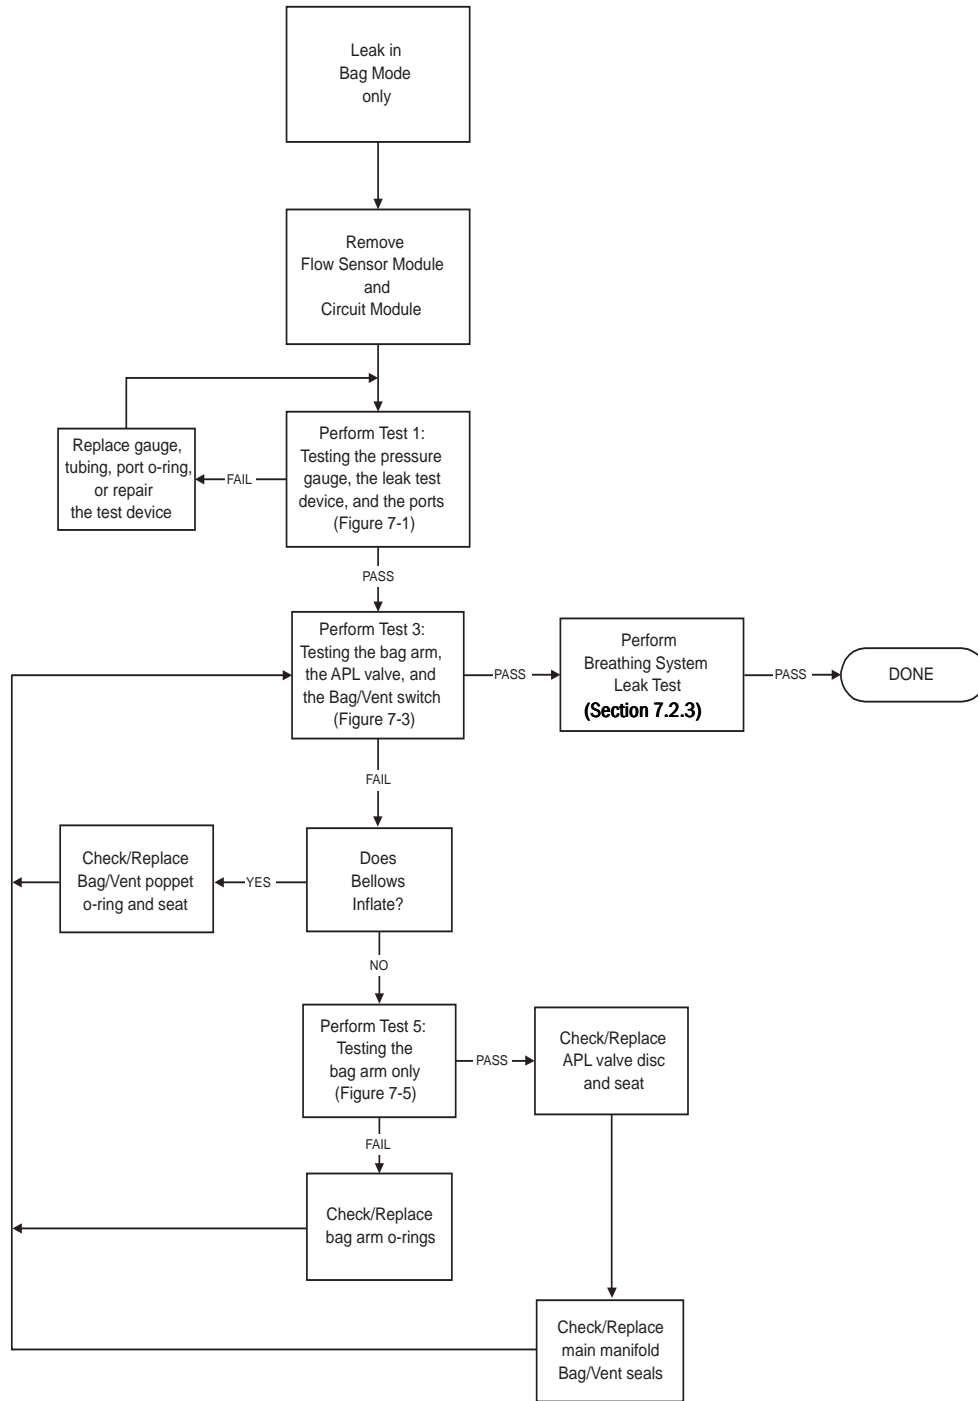 Leak in
Bag Mode
only
Remove
Flow Sensor Module
and
Circuit Module
Perform Test 1:
Testing the pressure
gauge, the leak test
device, and the ports
(Figure 7-1)
FAIL
Replace gauge,
tubing, port o-ring,
or repair
the test device
PASS
Perform Test 3:
Testing the bag arm,
the APL valve, and
the Bag/Vent switch
(Figure 7-3)
PASS
Perform
Breathing System
Leak Test
(Section 7.2.3)
PASS
DONE
FAIL
Does
Bellows
Inflate?
YES
Check/Replace
Bag/Vent poppet
o-ring and seat
NO
Perform Test 5:
Testing the
bag arm only
(Figure 7-5)
PASS
Check/Replace
APL valve disc
and seat
FAIL
Check/Replace
bag arm o-rings
Check/Replace
main manifold
Bag/Vent seals